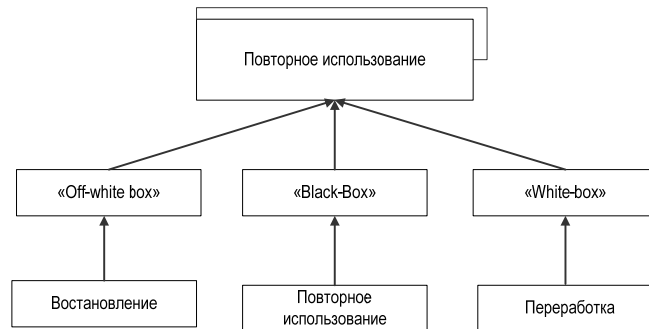 Повторное использование
«Off-white box»
«Black-Box»
«White-box»
Востановление
Повторное
использование
Переработка